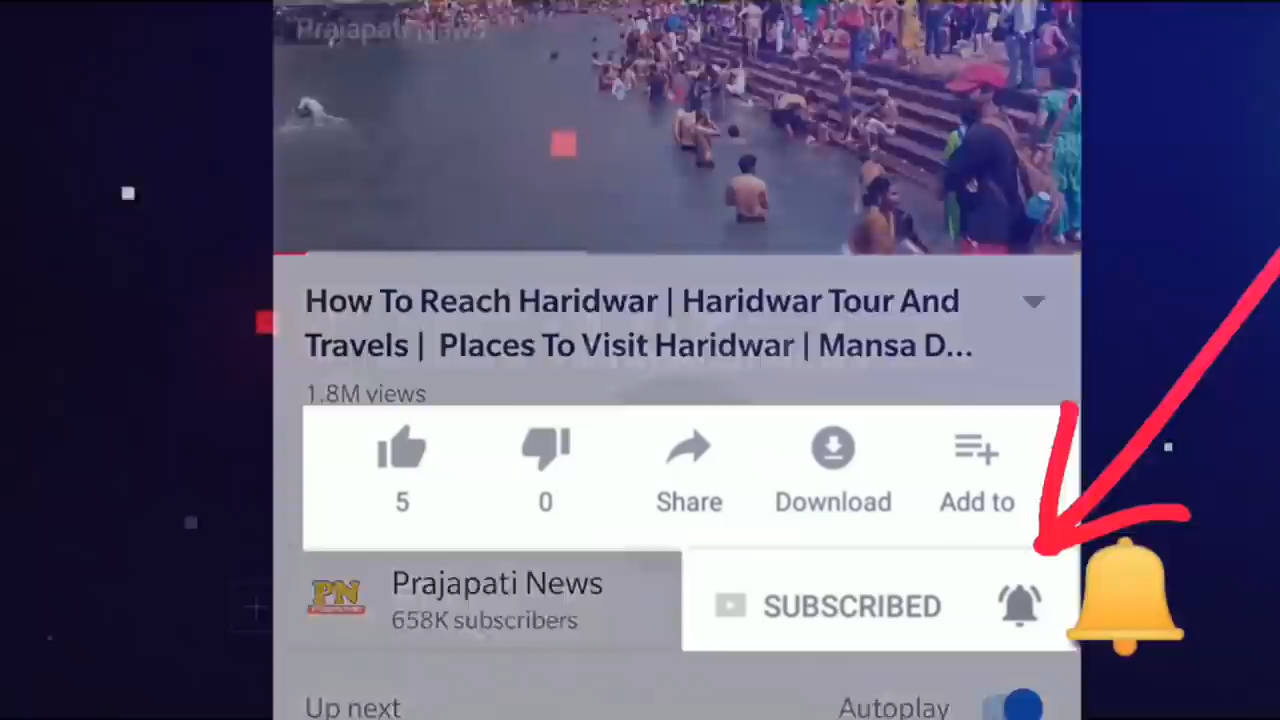 Prajapati News
How To Reach Haridwar | Haridwar Tour And
Travels | Places To Visit Haridwar | Mansa D...
1.8M views
5
0
Share
Download
Add to
PN
Prajapati News
658K subscribers
SUBSCRIBED
Up next
Autoplay